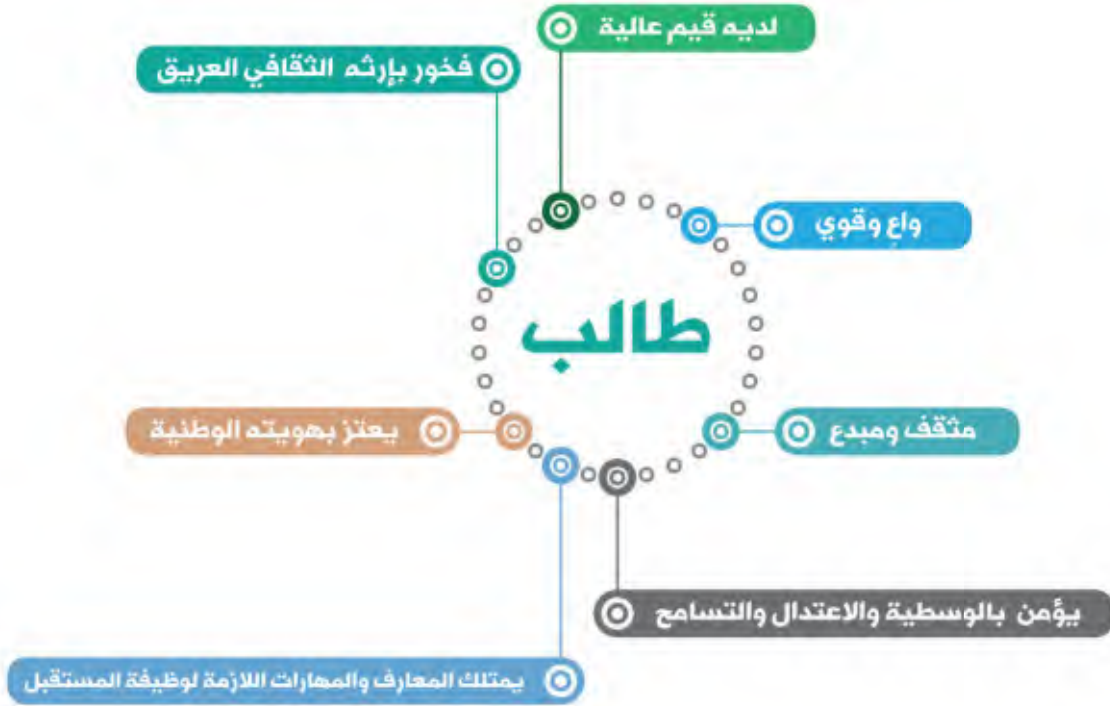 لديه قيم عالية
فخور بإرثه الثقافي العريق
واعٍ وقوي
طالب
مثقف ومبدع
يعتز بهويته الوطنية
يؤمن بالوسطية والاعتدال والتسامح
يمتلك المعارف والمهارات اللازمة لوظيفة المستقبل